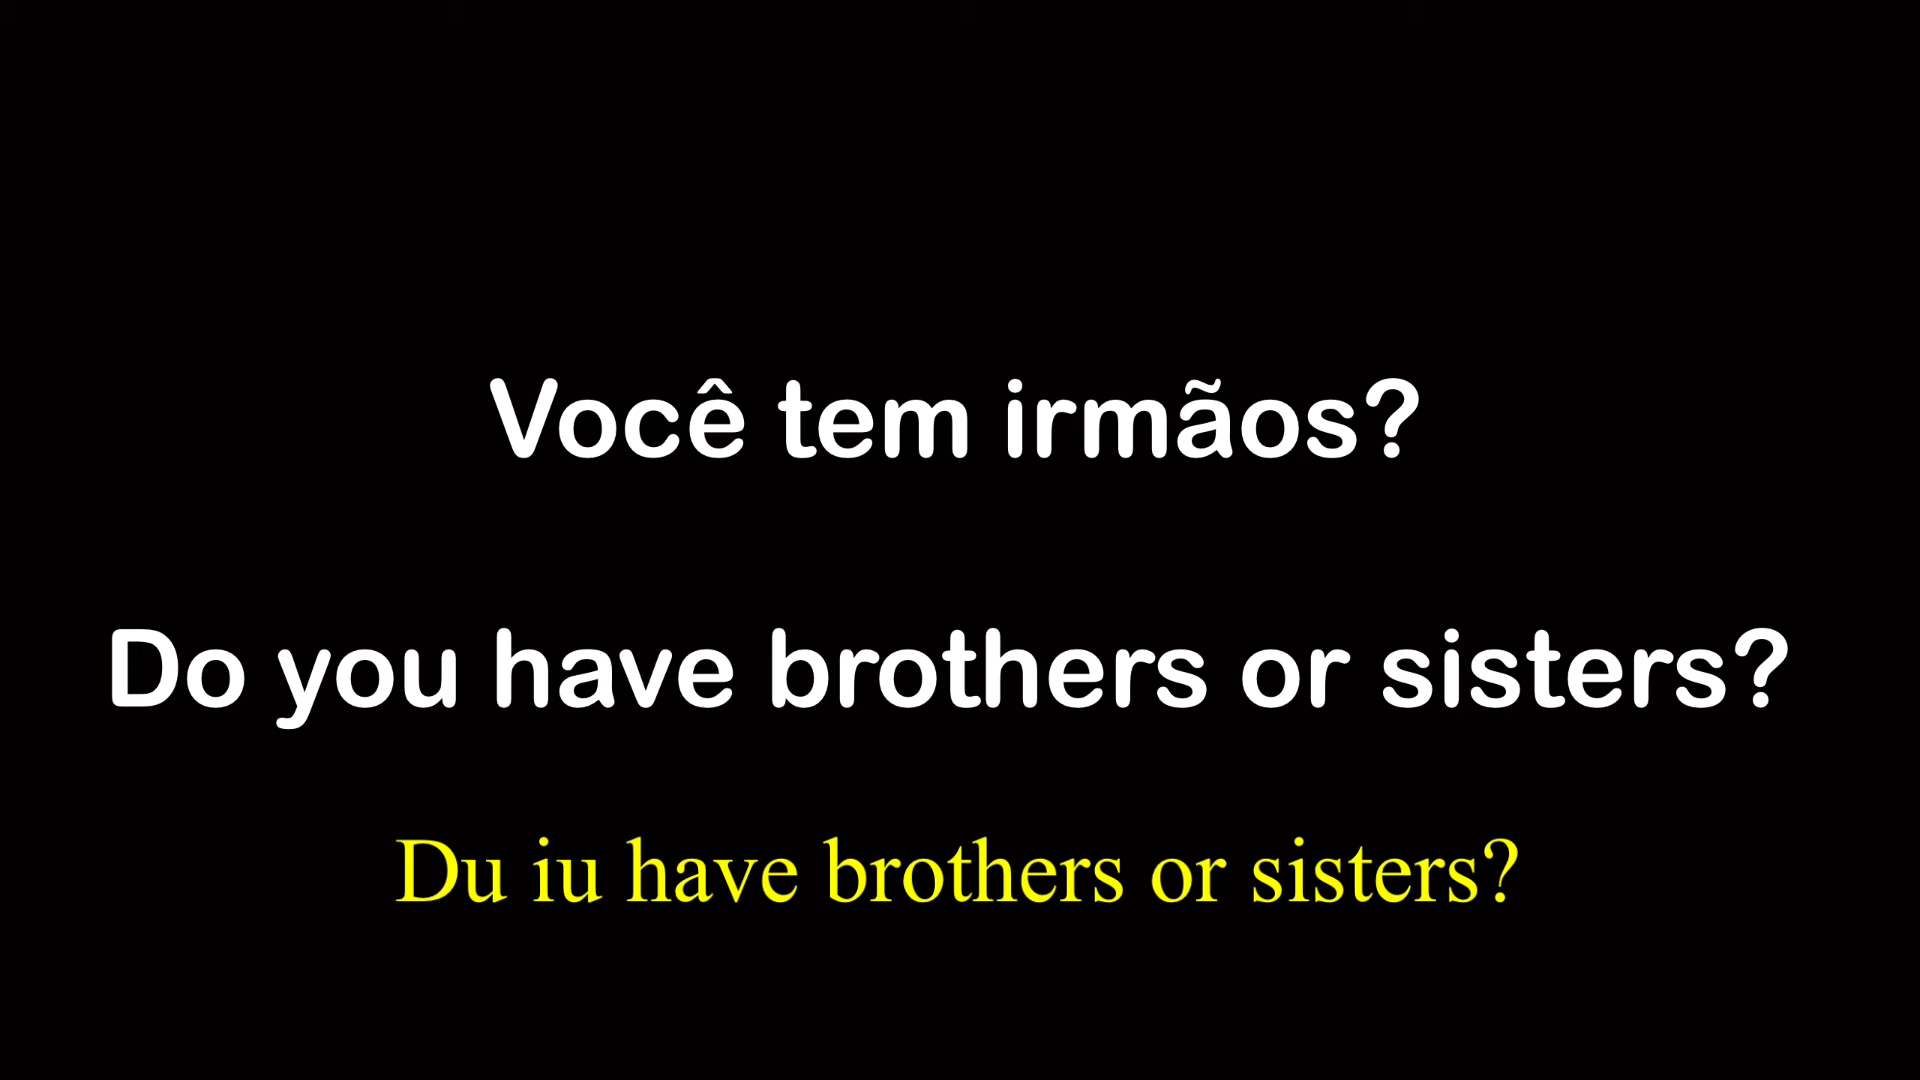 Você tem irmãos?
Do you have brothers or sisters?
Du iu have brothers or sisters?